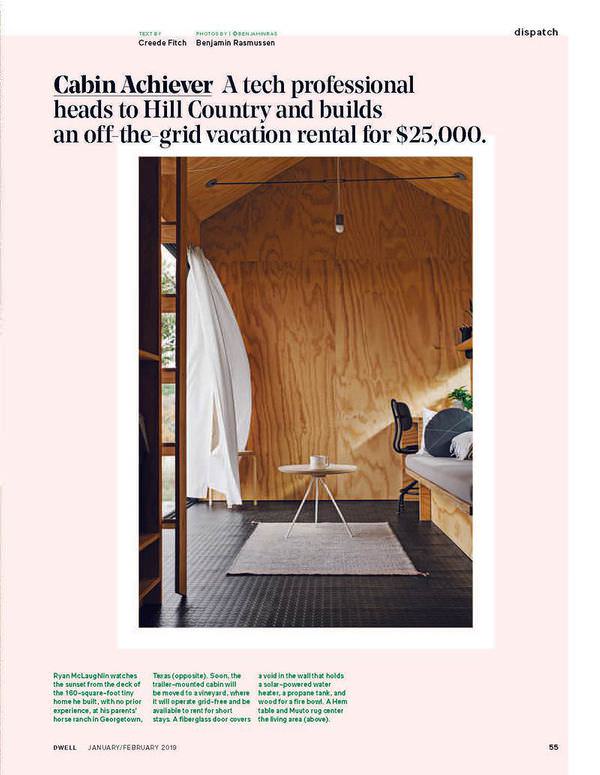 TEXT BY
Creede Fitch
PHOTOS BY | @BENJAMINRAS
Benjamin Rasmussen
dispatch
Cabin Achiever A tech professional
heads to Hill Country and builds
an off-the-grid vacation rental for $25,000.
Ryan McLaughlin watches
the sunset from the deck of
the 160-square-foot tiny
home he built, with no prior
experience, at his parents'
horse ranch in Georgetown,
Texas (opposite). Soon, the
trailer-mounted cabin will
be moved to a vineyard, where
it will operate grid-free and be
available to rent for short
stays. A fiberglass door covers
a void in the wall that holds
a solar-powered water
heater, a propane tank, and
wood for a fire bowl. A Hem
table and Muuto rug center
the living area (above).
DWELL JANUARY/FEBRUARY 2019
55